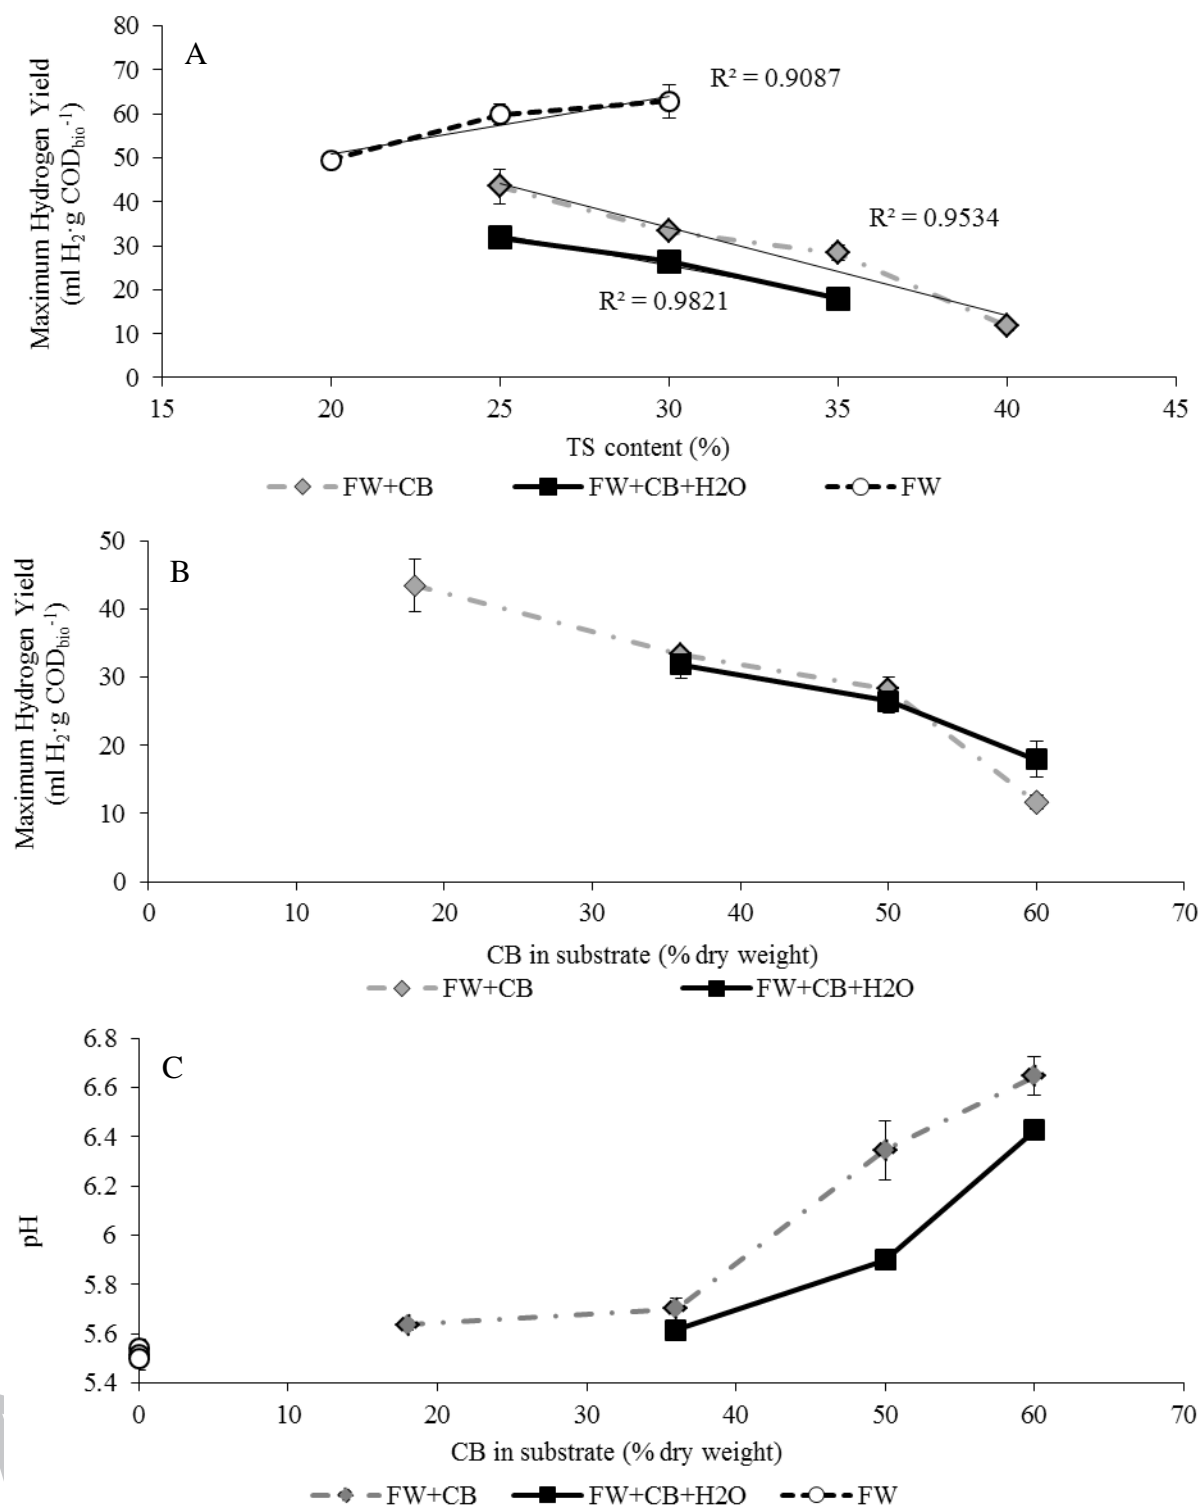 A
Maximum Hydrogen Yield
(ml H₂·g COD_bio⁻¹)
80
70
60
50
40
30
20
10
0
R² = 0.9087
R² = 0.9534
R² = 0.9821
15 20 25 30 35 40 45
TS content (%)
FW+CB FW+CB+H2O FW
B
Maximum Hydrogen Yield
(ml H₂·g COD_bio⁻¹)
50
40
30
20
10
0
0 10 20 30 40 50 60 70
CB in substrate (% dry weight)
FW+CB FW+CB+H2O
C
pH
6.8
6.6
6.4
6.2
6
5.8
5.6
5.4
0 10 20 30 40 50 60 70
CB in substrate (% dry weight)
FW+CB FW+CB+H2O FW